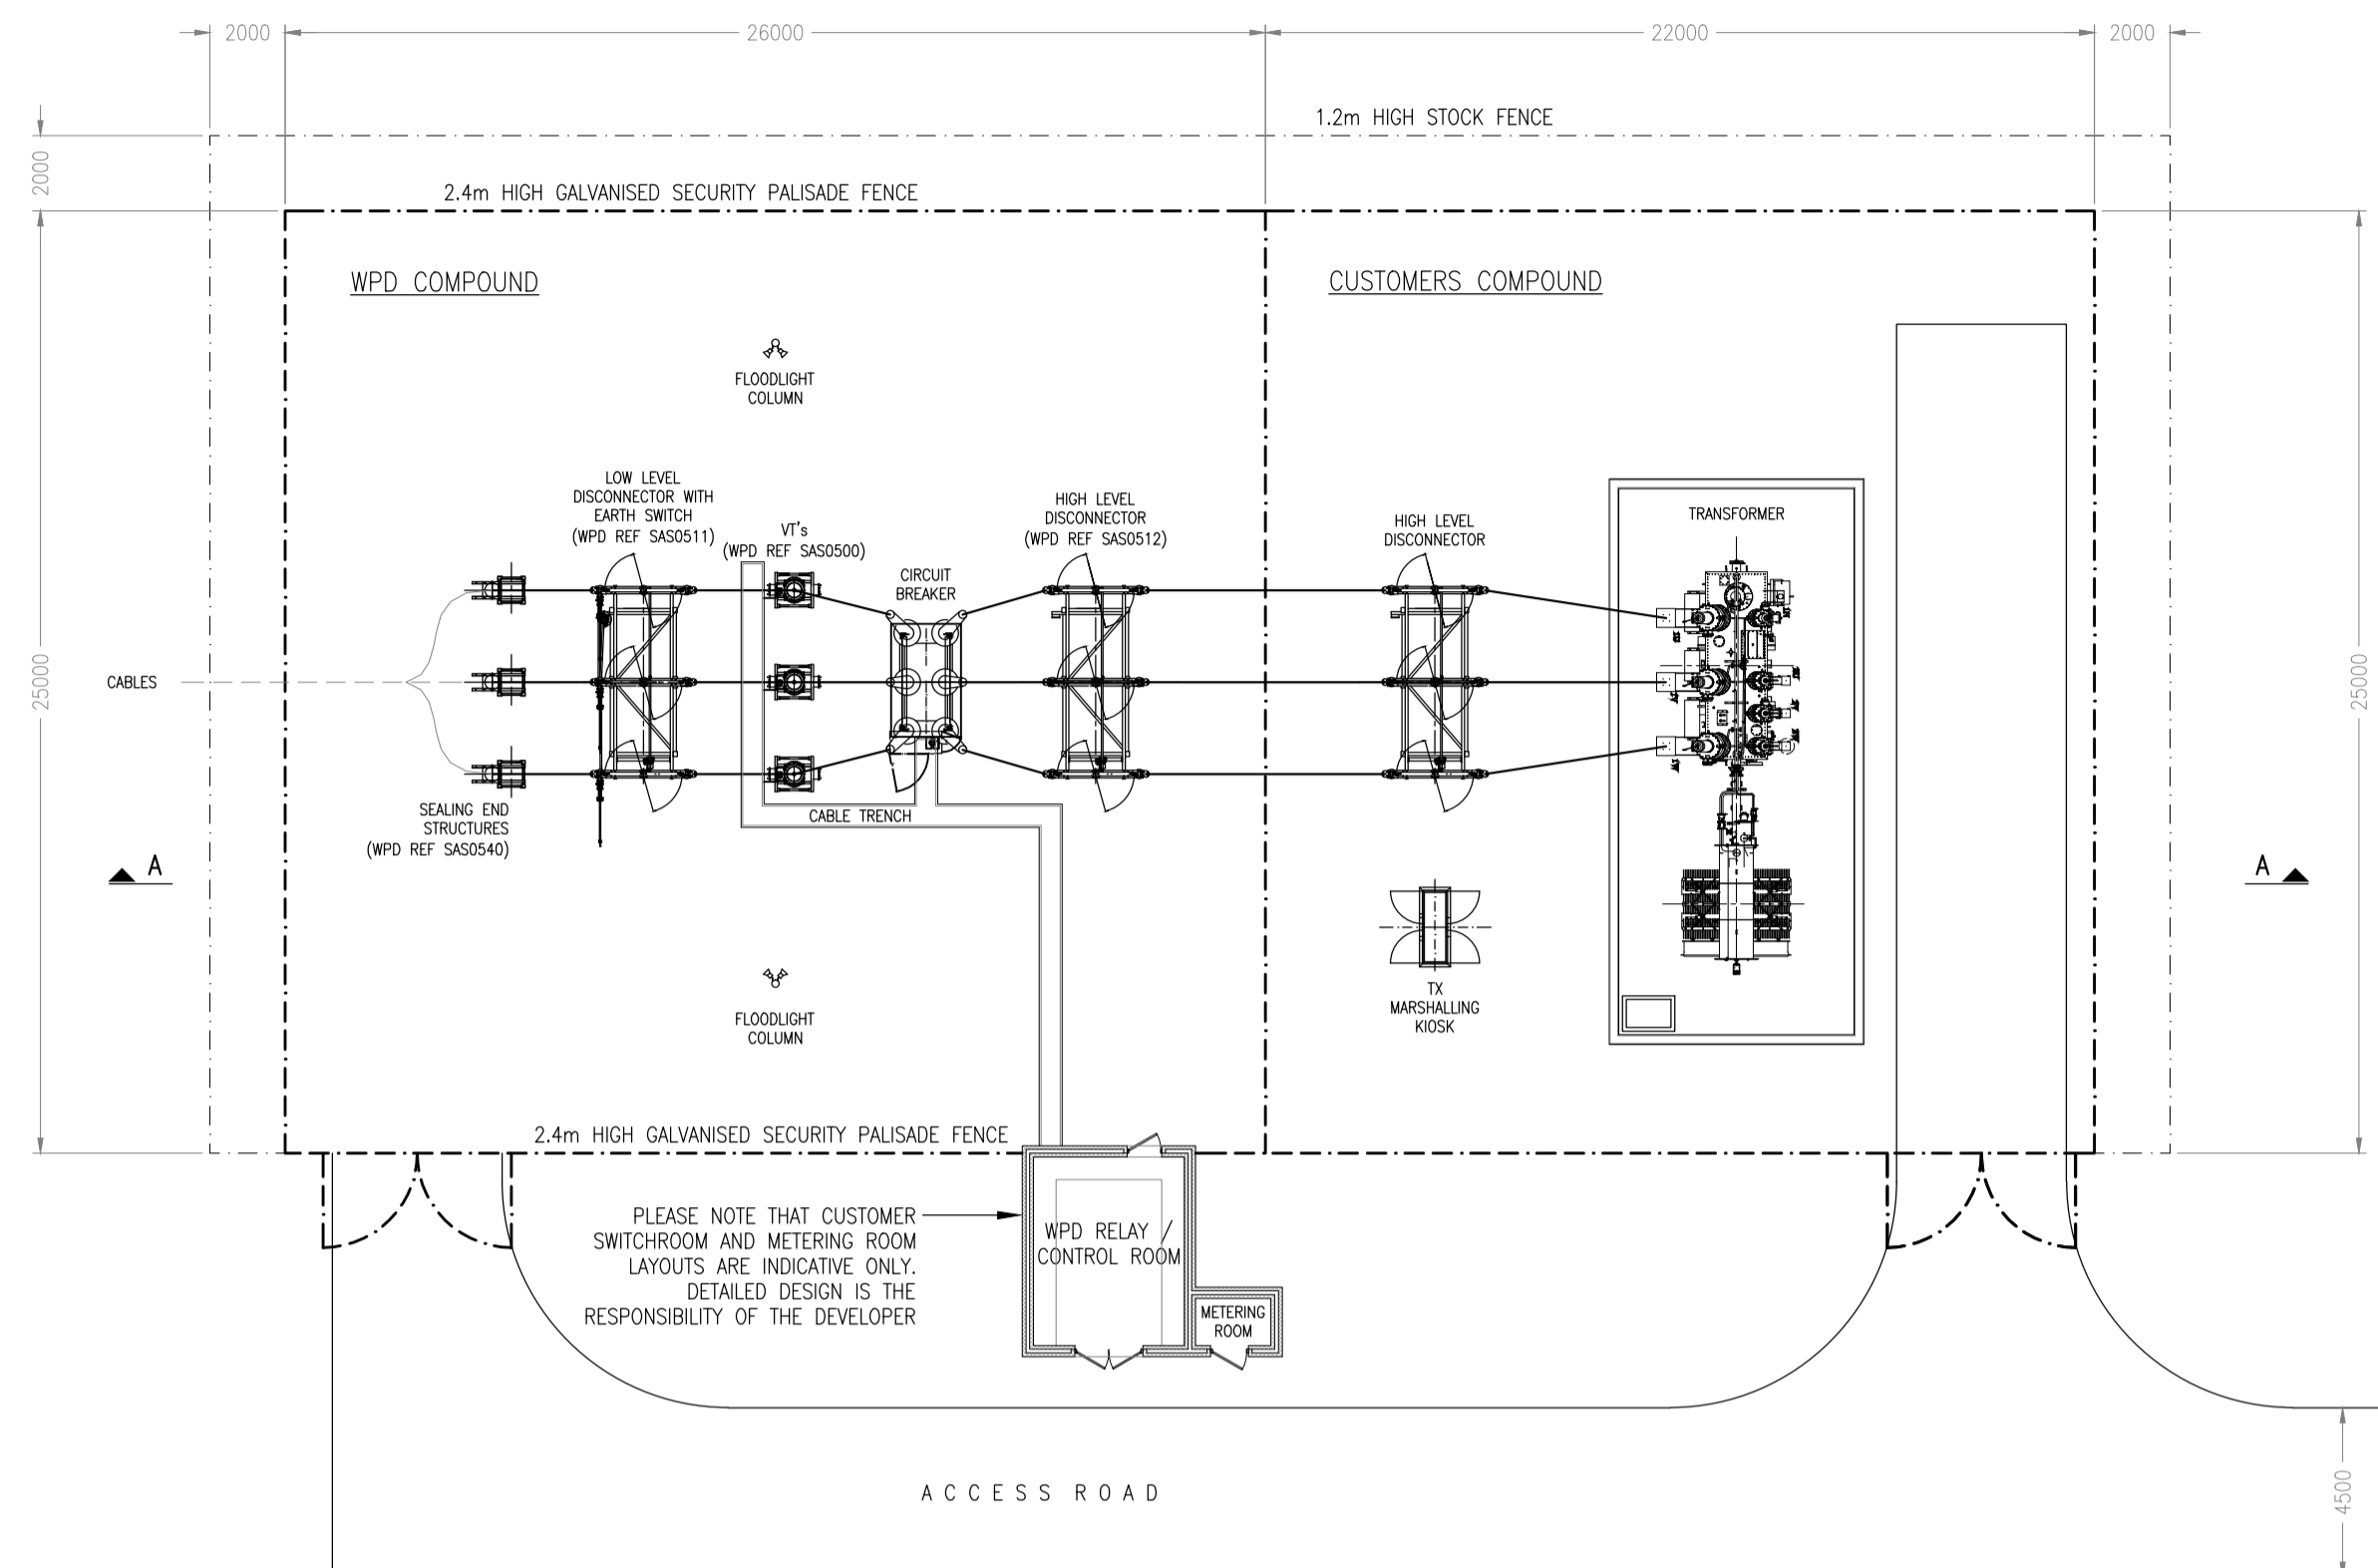 2000
26000
22000
2000
1.2m HIGH STOCK FENCE
2000
2.4m HIGH GALVANISED SECURITY PALISADE FENCE
WPD COMPOUND
CUSTOMERS COMPOUND
FLOODLIGHT
COLUMN
LOW LEVEL
DISCONNECTOR WITH
EARTH SWITCH
(WPD REF SAS0511)
VT's
(WPD REF SAS0500)
CIRCUIT
BREAKER
HIGH LEVEL
DISCONNECTOR
(WPD REF SAS0512)
HIGH LEVEL
DISCONNECTOR
TRANSFORMER
25000
CABLES
25000
SEALING END
STRUCTURES
(WPD REF SAS0540)
CABLE TRENCH
A
A
FLOODLIGHT
COLUMN
TX
MARSHALLING
KIOSK
2.4m HIGH GALVANISED SECURITY PALISADE FENCE
PLEASE NOTE THAT CUSTOMER
SWITCHROOM AND METERING ROOM
LAYOUTS ARE INDICATIVE ONLY.
DETAILED DESIGN IS THE
RESPONSIBILITY OF THE DEVELOPER
WPD RELAY /
CONTROL ROOM
METERING
ROOM
ACCESS ROAD
4500